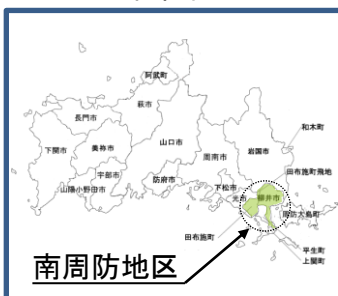 阿武町
萩市
長門市
和木町
下関市
美祢市
山口市
周南市
岩国市
田布施町飛地
宇部市
防府市
下松市
山陽小野田市
光市
柳井市
周防大島町
田布施町
平生町
上関町
南周防地区